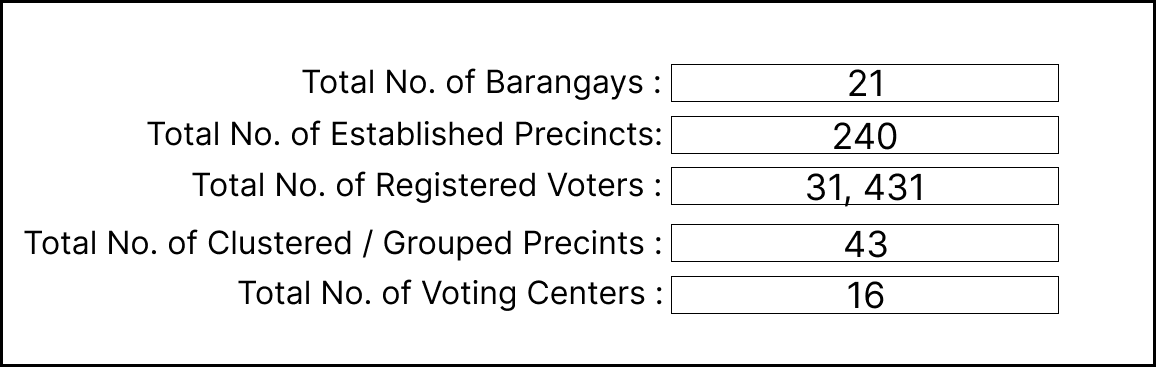 Total No. of Barangays : 21
Total No. of Established Precincts: 240
Total No. of Registered Voters : 31, 431
Total No. of Clustered / Grouped Precints : 43
Total No. of Voting Centers : 16